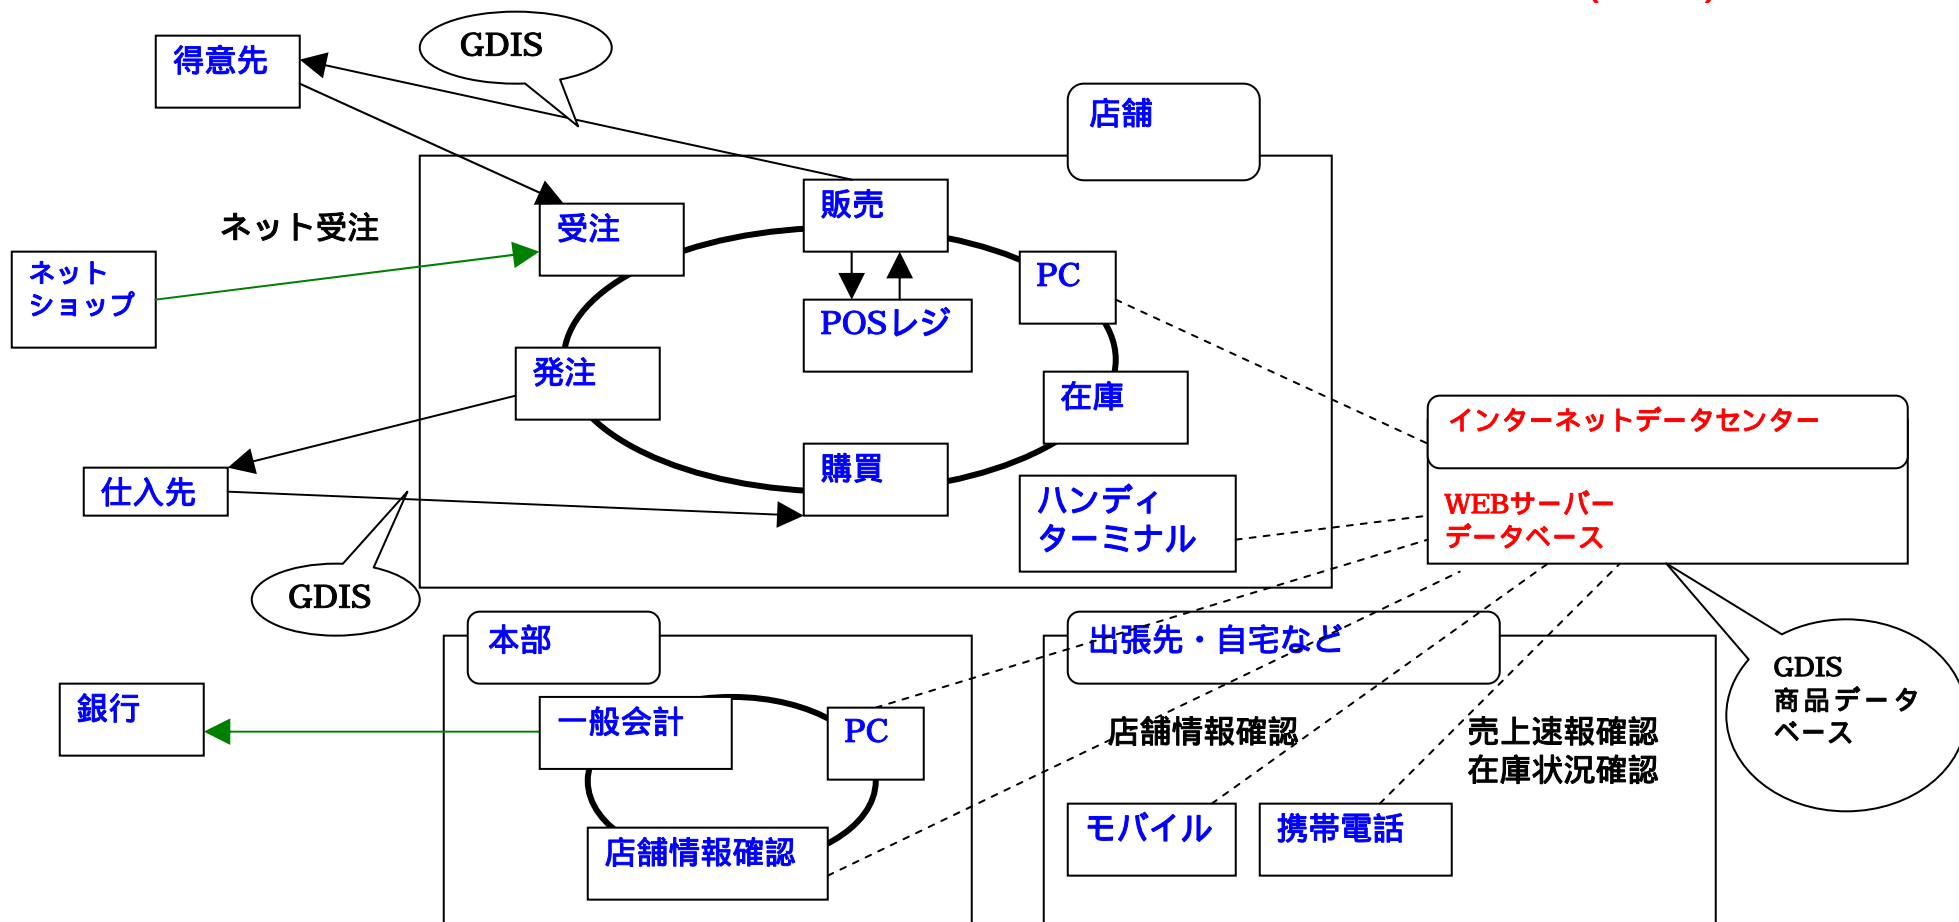 GDIS
得意先
店舗
販売
受注
ネット受注
ネット
ショップ
PC
POSレジ
発注
在庫
インターネットデータセンター
購買
仕入先
ハンディ
ターミナル
WEBサーバー
データベース
GDIS
本部
出張先・自宅など
銀行
一般会計
PC
店舗情報確認
売上速報確認
在庫状況確認
GDIS
商品データ
ベース
モバイル
携帯電話
店舗情報確認